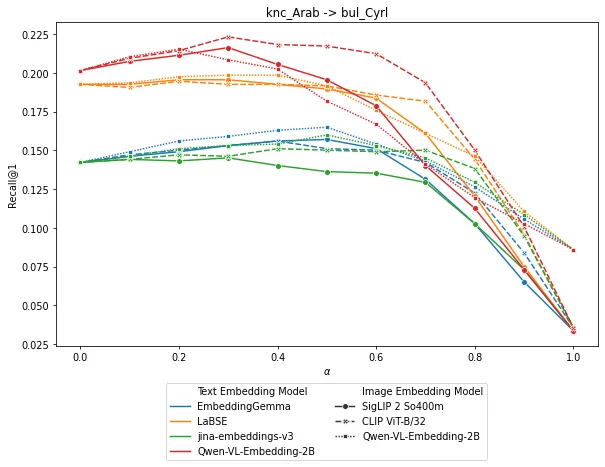 knc_Arab -> bul_Cyrl
Recall@1
0.225
0.200
0.175
0.150
0.125
0.100
0.075
0.050
0.025
0.0 0.2 0.4 0.6 0.8 1.0
α
Text Embedding Model
EmbeddingGemma
LaBSE
jina-embeddings-v3
Qwen-VL-Embedding-2B
Image Embedding Model
SigLIP 2 So400m
CLIP ViT-B/32
Qwen-VL-Embedding-2B